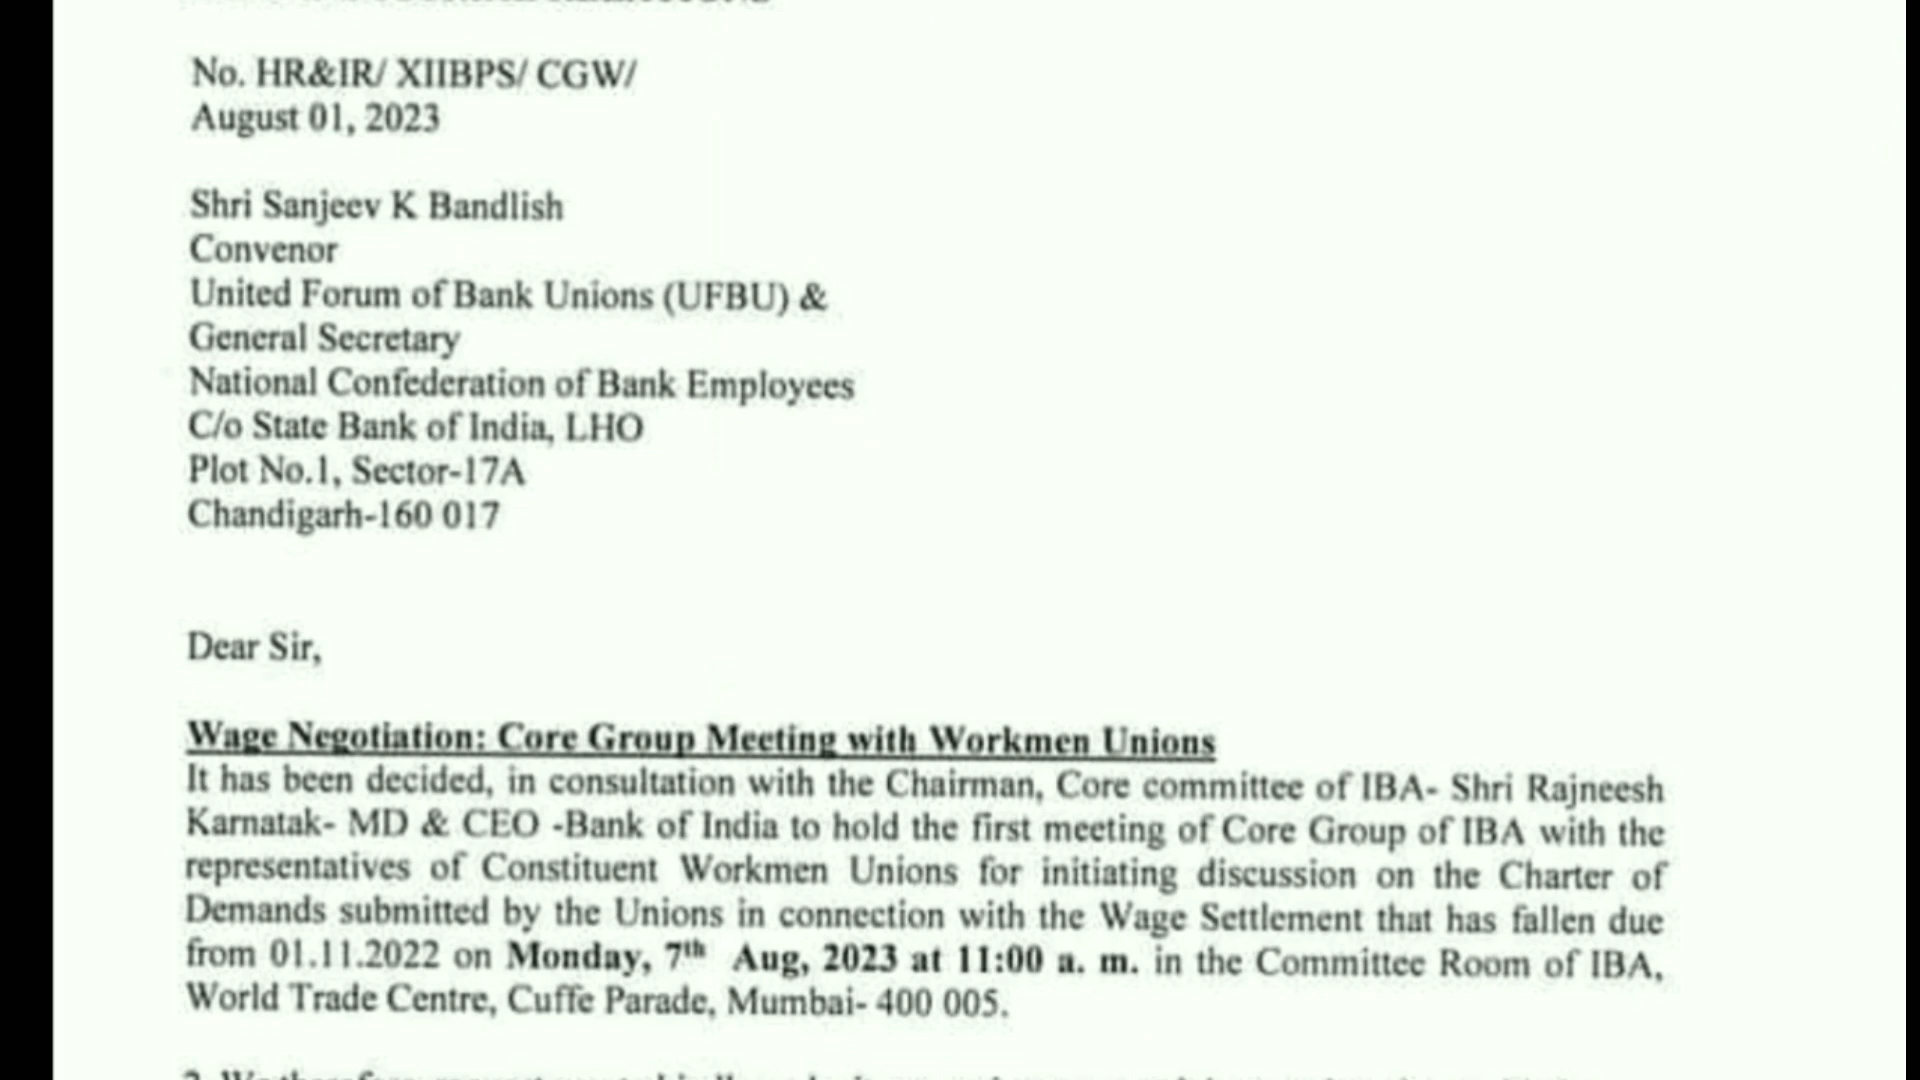 No. HR&IR/ XIIBPS/ CGW/
August 01, 2023
Shri Sanjeev K Bandlish
Convenor
United Forum of Bank Unions (UFBU) &
General Secretary
National Confederation of Bank Employees
C/o State Bank of India, LHO
Plot No.1, Sector-17A
Chandigarh-160 017
Dear Sir,
Wage Negotiation: Core Group Meeting with Workmen Unions
It has been decided, in consultation with the Chairman, Core committee of IBA- Shri Rajneesh
Karnatak- MD & CEO -Bank of India to hold the first meeting of Core Group of IBA with the
representatives of Constituent Workmen Unions for initiating discussion on the Charter of
Demands submitted by the Unions in connection with the Wage Settlement that has fallen due
from 01.11.2022 on Monday, 7th Aug, 2023 at 11:00 a. m. in the Committee Room of IBA,
World Trade Centre, Cuffe Parade, Mumbai- 400 005.